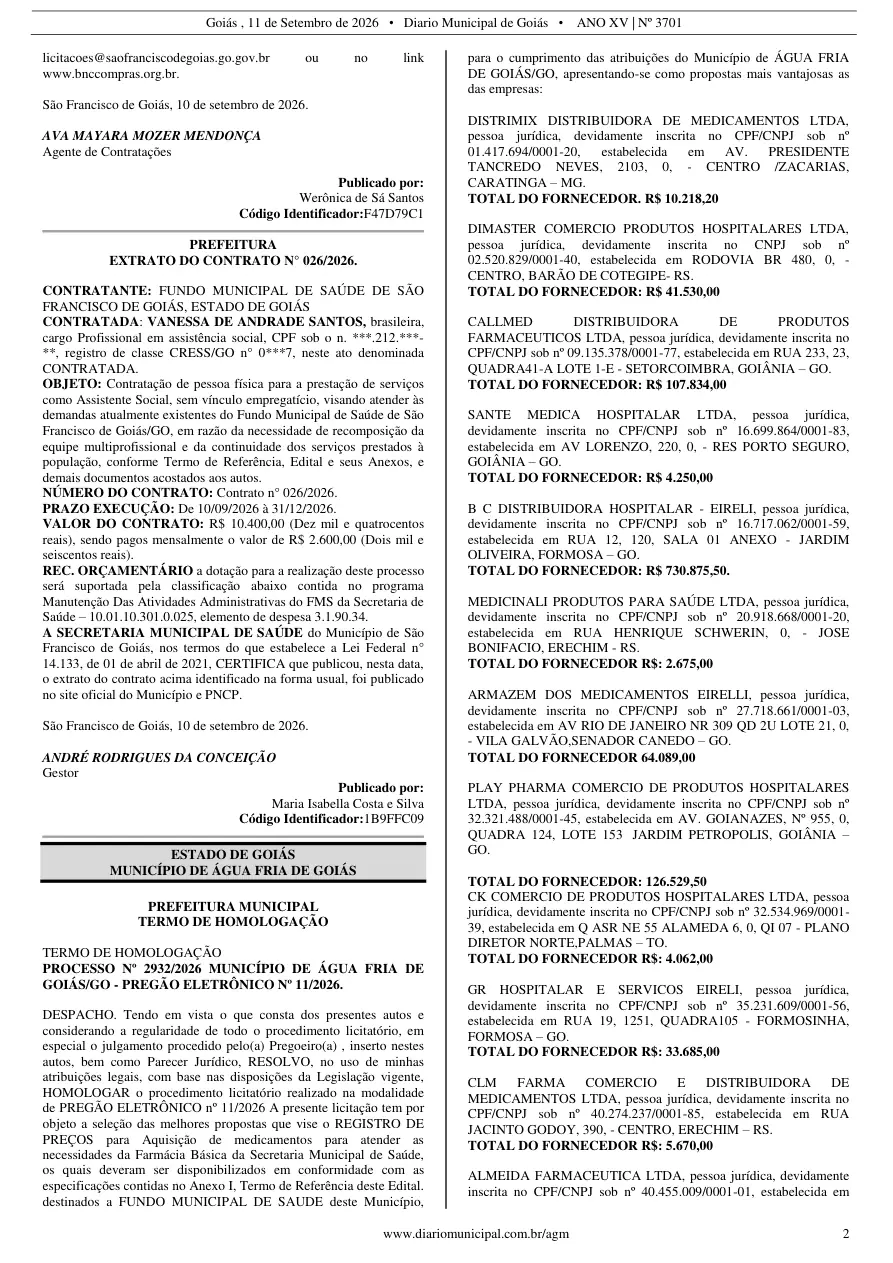 Goiás , 11 de Setembro de 2026 • Diario Municipal de Goiás • ANO XV | Nº 3701
licitacoes@saofranciscodegoias.go.gov.br ou no link
www.bnccompras.org.br.
São Francisco de Goiás, 10 de setembro de 2026.
AVA MAYARA MOZER MENDONÇA
Agente de Contratações
Publicado por:
Werônica de Sá Santos
Código Identificador:F47D79C1
PREFEITURA
EXTRATO DO CONTRATO N° 026/2026.
CONTRATANTE: FUNDO MUNICIPAL DE SAÚDE DE SÃO
FRANCISCO DE GOIÁS, ESTADO DE GOIÁS
CONTRATADA: VANESSA DE ANDRADE SANTOS, brasileira,
cargo Profissional em assistência social, CPF sob o n. ***.212.***-
**, registro de classe CRESS/GO n° 0***7, neste ato denominada
CONTRATADA.
OBJETO: Contratação de pessoa física para a prestação de serviços
como Assistente Social, sem vínculo empregatício, visando atender às
demandas atualmente existentes do Fundo Municipal de Saúde de São
Francisco de Goiás/GO, em razão da necessidade de recomposição da
equipe multiprofissional e da continuidade dos serviços prestados à
população, conforme Termo de Referência, Edital e seus Anexos, e
demais documentos acostados aos autos.
NÚMERO DO CONTRATO: Contrato n° 026/2026.
PRAZO EXECUÇÃO: De 10/09/2026 à 31/12/2026.
VALOR DO CONTRATO: R$ 10.400,00 (Dez mil e quatrocentos
reais), sendo pagos mensalmente o valor de R$ 2.600,00 (Dois mil e
seiscentos reais).
REC. ORÇAMENTÁRIO a dotação para a realização deste processo
será suportada pela classificação abaixo contida no programa
Manutenção Das Atividades Administrativas do FMS da Secretaria de
Saúde – 10.01.10.301.0.025, elemento de despesa 3.1.90.34.
A SECRETARIA MUNICIPAL DE SAÚDE do Município de São
Francisco de Goiás, nos termos do que estabelece a Lei Federal n°
14.133, de 01 de abril de 2021, CERTIFICA que publicou, nesta data,
o extrato do contrato acima identificado na forma usual, foi publicado
no site oficial do Município e PNCP.
São Francisco de Goiás, 10 de setembro de 2026.
ANDRÉ RODRIGUES DA CONCEIÇÃO
Gestor
Publicado por:
Maria Isabella Costa e Silva
Código Identificador:1B9FFC09
ESTADO DE GOIÁS
MUNICÍPIO DE ÁGUA FRIA DE GOIÁS
PREFEITURA MUNICIPAL
TERMO DE HOMOLOGAÇÃO
TERMO DE HOMOLOGAÇÃO
PROCESSO Nº 2932/2026 MUNICÍPIO DE ÁGUA FRIA DE
GOIÁS/GO - PREGÃO ELETRÔNICO Nº 11/2026.
DESPACHO. Tendo em vista o que consta dos presentes autos e
considerando a regularidade de todo o procedimento licitatório, em
especial o julgamento procedido pelo(a) Pregoeiro(a) , inserto nestes
autos, bem como Parecer Jurídico, RESOLVO, no uso de minhas
atribuições legais, com base nas disposições da Legislação vigente,
HOMOLOGAR o procedimento licitatório realizado na modalidade
de PREGÃO ELETRÔNICO nº 11/2026 A presente licitação tem por
objeto a seleção das melhores propostas que vise o REGISTRO DE
PREÇOS para Aquisição de medicamentos para atender as
necessidades da Farmácia Básica da Secretaria Municipal de Saúde,
os quais deveram ser disponibilizados em conformidade com as
especificações contidas no Anexo I, Termo de Referência deste Edital.
destinados a FUNDO MUNICIPAL DE SAUDE deste Município,
para o cumprimento das atribuições do Município de ÁGUA FRIA
DE GOIÁS/GO, apresentando-se como propostas mais vantajosas as
das empresas:
DISTRIMIX DISTRIBUIDORA DE MEDICAMENTOS LTDA,
pessoa jurídica, devidamente inscrita no CPF/CNPJ sob nº
01.417.694/0001-20, estabelecida em AV. PRESIDENTE
TANCREDO NEVES, 2103, 0, - CENTRO /ZACARIAS,
CARATINGA – MG.
TOTAL DO FORNECEDOR. R$ 10.218,20
DIMASTER COMERCIO PRODUTOS HOSPITALARES LTDA,
pessoa jurídica, devidamente inscrita no CNPJ sob nº
02.520.829/0001-40, estabelecida em RODOVIA BR 480, 0, -
CENTRO, BARÃO DE COTEGIPE- RS.
TOTAL DO FORNECEDOR: R$ 41.530,00
CALLMED DISTRIBUIDORA DE PRODUTOS
FARMACEUTICOS LTDA, pessoa jurídica, devidamente inscrita no
CPF/CNPJ sob nº 09.135.378/0001-77, estabelecida em RUA 233, 23,
QUADRA41-A LOTE 1-E - SETORCOIMBRA, GOIÂNIA – GO.
TOTAL DO FORNECEDOR: R$ 107.834,00
SANTE MEDICA HOSPITALAR LTDA, pessoa jurídica,
devidamente inscrita no CPF/CNPJ sob nº 16.699.864/0001-83,
estabelecida em AV LORENZO, 220, 0, - RES PORTO SEGURO,
GOIÂNIA – GO.
TOTAL DO FORNECEDOR: R$ 4.250,00
B C DISTRIBUIDORA HOSPITALAR - EIRELI, pessoa jurídica,
devidamente inscrita no CPF/CNPJ sob nº 16.717.062/0001-59,
estabelecida em RUA 12, 120, SALA 01 ANEXO - JARDIM
OLIVEIRA, FORMOSA – GO.
TOTAL DO FORNECEDOR: R$ 730.875,50.
MEDICINALI PRODUTOS PARA SAÚDE LTDA, pessoa jurídica,
devidamente inscrita no CPF/CNPJ sob nº 20.918.668/0001-20,
estabelecida em RUA HENRIQUE SCHWERIN, 0, - JOSE
BONIFACIO, ERECHIM - RS.
TOTAL DO FORNECEDOR R$: 2.675,00
ARMAZEM DOS MEDICAMENTOS EIRELLI, pessoa jurídica,
devidamente inscrita no CPF/CNPJ sob nº 27.718.661/0001-03,
estabelecida em AV RIO DE JANEIRO NR 309 QD 2U LOTE 21, 0,
- VILA GALVÃO,SENADOR CANEDO – GO.
TOTAL DO FORNECEDOR 64.089,00
PLAY PHARMA COMERCIO DE PRODUTOS HOSPITALARES
LTDA, pessoa jurídica, devidamente inscrita no CPF/CNPJ sob nº
32.321.488/0001-45, estabelecida em AV. GOIANAZES, Nº 955, 0,
QUADRA 124, LOTE 153 JARDIM PETROPOLIS, GOIÂNIA –
GO.
TOTAL DO FORNECEDOR: 126.529,50
CK COMERCIO DE PRODUTOS HOSPITALARES LTDA, pessoa
jurídica, devidamente inscrita no CPF/CNPJ sob nº 32.534.969/0001-
39, estabelecida em Q ASR NE 55 ALAMEDA 6, 0, QI 07 - PLANO
DIRETOR NORTE,PALMAS – TO.
TOTAL DO FORNECEDOR R$: 4.062,00
GR HOSPITALAR E SERVICOS EIRELI, pessoa jurídica,
devidamente inscrita no CPF/CNPJ sob nº 35.231.609/0001-56,
estabelecida em RUA 19, 1251, QUADRA105 - FORMOSINHA,
FORMOSA – GO.
TOTAL DO FORNECEDOR R$: 33.685,00
CLM FARMA COMERCIO E DISTRIBUIDORA DE
MEDICAMENTOS LTDA, pessoa jurídica, devidamente inscrita no
CPF/CNPJ sob nº 40.274.237/0001-85, estabelecida em RUA
JACINTO GODOY, 390, - CENTRO, ERECHIM – RS.
TOTAL DO FORNECEDOR R$: 5.670,00
ALMEIDA FARMACEUTICA LTDA, pessoa jurídica, devidamente
inscrita no CPF/CNPJ sob nº 40.455.009/0001-01, estabelecida em
www.diariomunicipal.com.br/agm 2